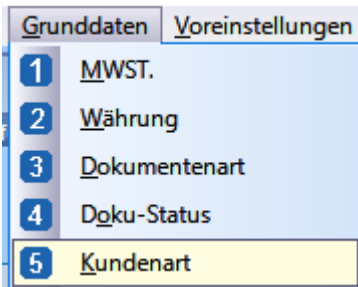 Grunddaten Voreinstellungen
1 MWST.
2 Währung
3 Dokumentenart
4 Doku-Status
5 Kundenart